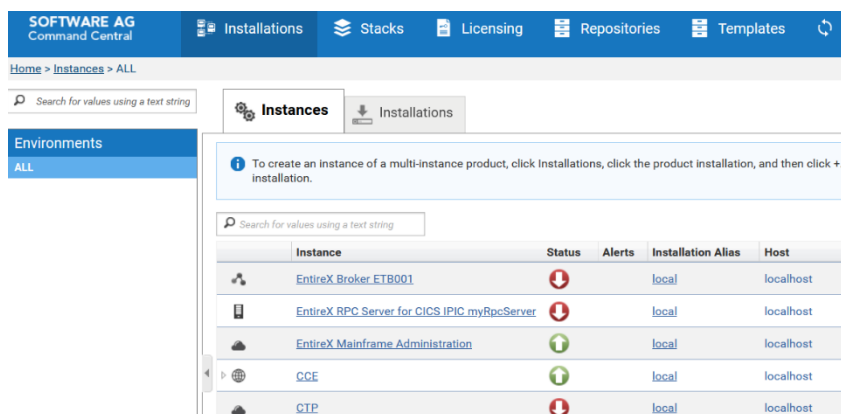 SOFTWARE AG
Command Central
Installations Stacks Licensing Repositories Templates
Home > Instances > ALL
Search for values using a text string
Instances Installations
Environments
ALL
To create an instance of a multi-instance product, click Installations, click the product installation, and then click +
installation.
Search for values using a text string
Instance Status Alerts Installation Alias Host
EntireX Broker ETB001 local localhost
EntireX RPC Server for CICS IPIC myRpcServer local localhost
EntireX Mainframe Administration local localhost
CCE local localhost
CTP local localhost